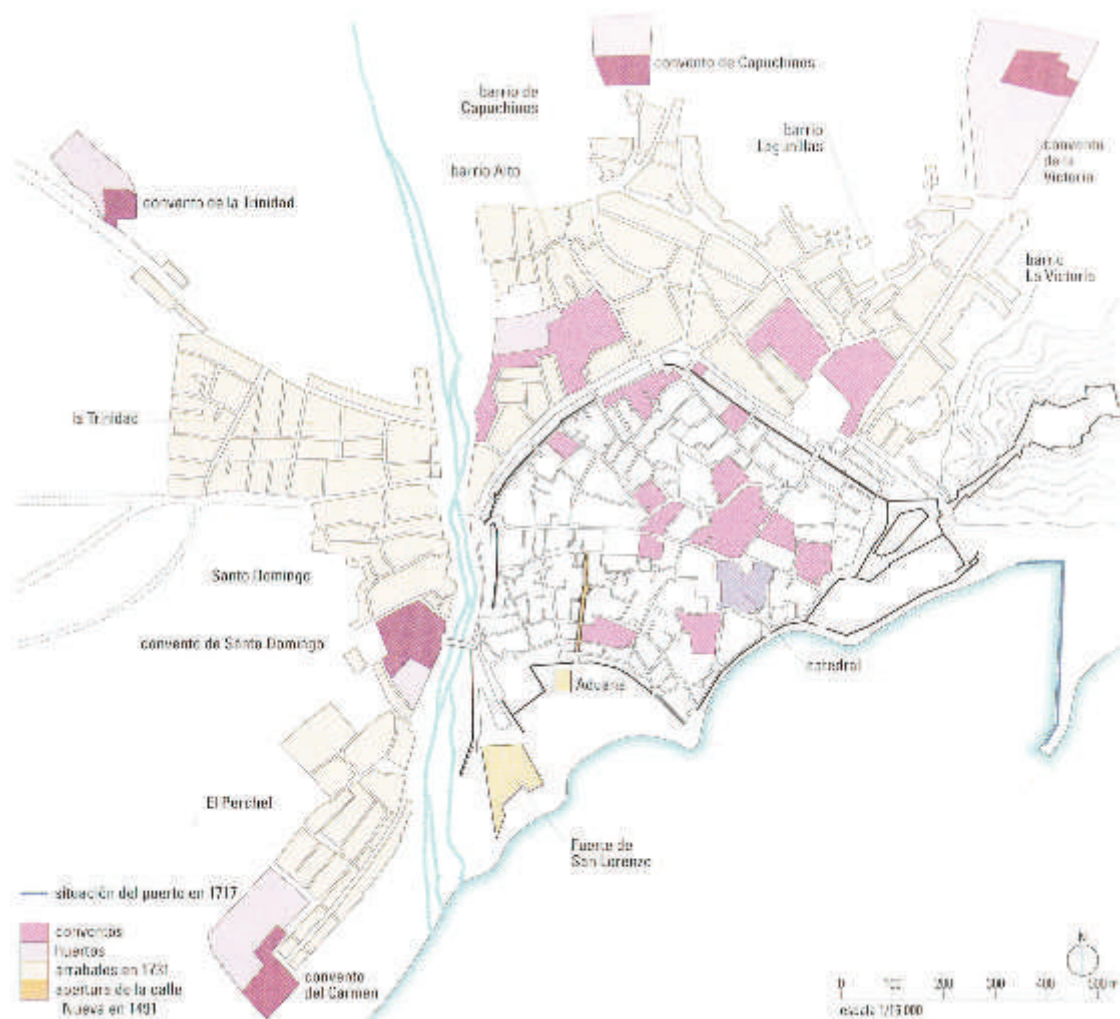 convento de Capuchinos
barrio de
Capuchinos
barrio
Lagunillas
convento
de la
Victoria
barrio Alto
convento de la Trinidad
barrio
La Victoria
la Trinidad
Santo Domingo
convento de Santo Domingo
catedral
Aduana
El Perchel
Fuerte de
San Lorenzo
situación del puerto en 1717
conventos
huertos
arrabales en 1731
apertura de la calle
Nueva en 1491
convento
del Carmen
N
0 100 200 300 400 500 m
escala 1/15 000